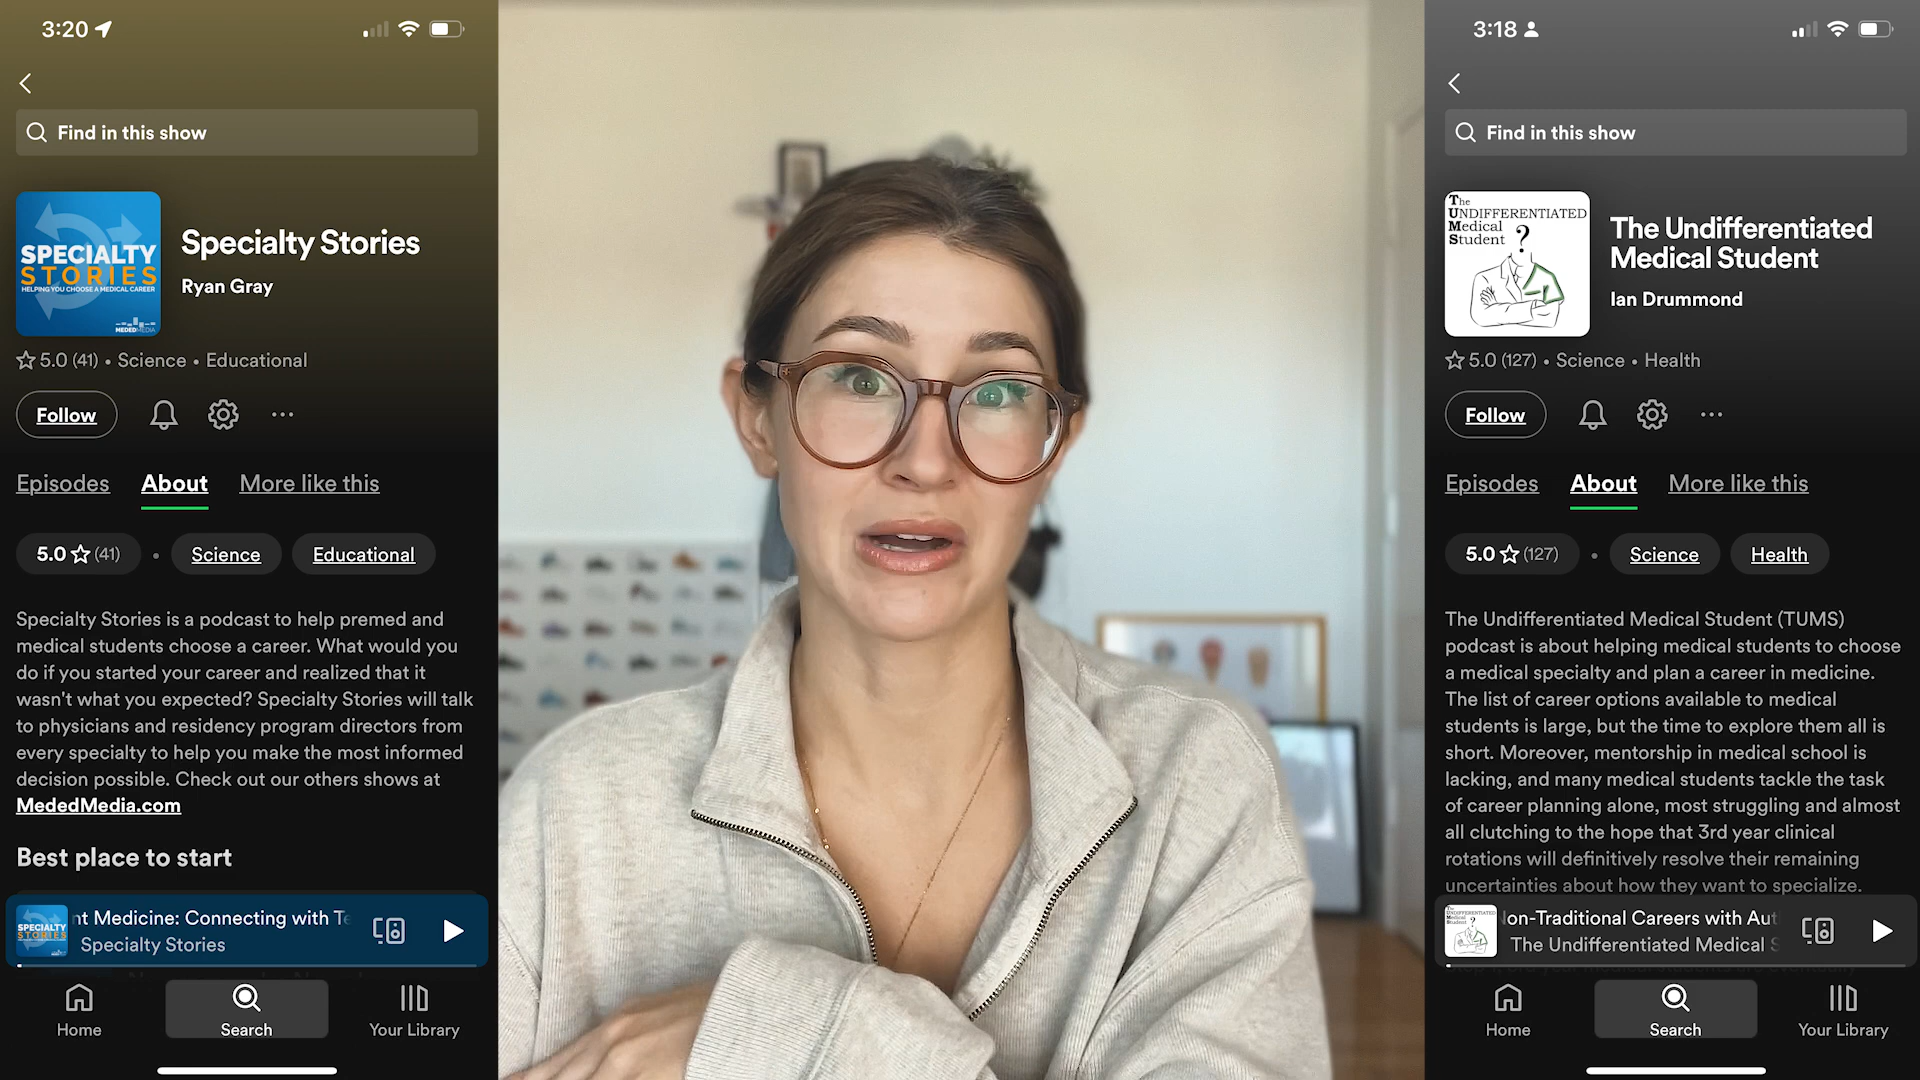 3:20
Find in this show
SPECIALTY
STORIES
HELPING YOU CHOOSE A MEDICAL CAREER
MEDEDMEDIA
Specialty Stories
Ryan Gray
5.0 (41) • Science • Educational
Follow
Episodes
About
More like this
5.0 (41) • Science Educational
Specialty Stories is a podcast to help premed and
medical students choose a career. What would you
do if you started your career and realized that it
wasn't what you expected? Specialty Stories will talk
to physicians and residency program directors from
every specialty to help you make the most informed
decision possible. Check out our others shows at
MededMedia.com
Best place to start
SPECIALTY
STORIES
nt Medicine: Connecting with Te
Specialty Stories
Home
Search
Your Library
3:18
Find in this show
The
UNDIFFERENTIATED
Medical
Student
?
The Undifferentiated
Medical Student
Ian Drummond
5.0 (127) • Science • Health
Follow
Episodes
About
More like this
5.0 (127) • Science Health
The Undifferentiated Medical Student (TUMS)
podcast is about helping medical students to choose
a medical specialty and plan a career in medicine.
The list of career options available to medical
students is large, but the time to explore them all is
short. Moreover, mentorship in medical school is
lacking, and many medical students tackle the task
of career planning alone, most struggling and almost
all clutching to the hope that 3rd year clinical
rotations will definitively resolve their remaining
uncertainties about how they want to specialize.
Non-Traditional Careers with Aut
The Undifferentiated Medical S
Home
Search
Your Library